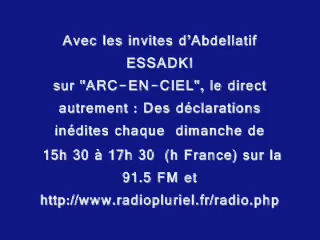 Avec les invites d'Abdellatif
ESSADKI
sur "ARC-EN-CIEL", le direct
autrement : Des déclarations
inédites chaque dimanche de
15h 30 à 17h 30 (h France) sur la
91.5 FM et
http://www.radiopluriel.fr/radio.php